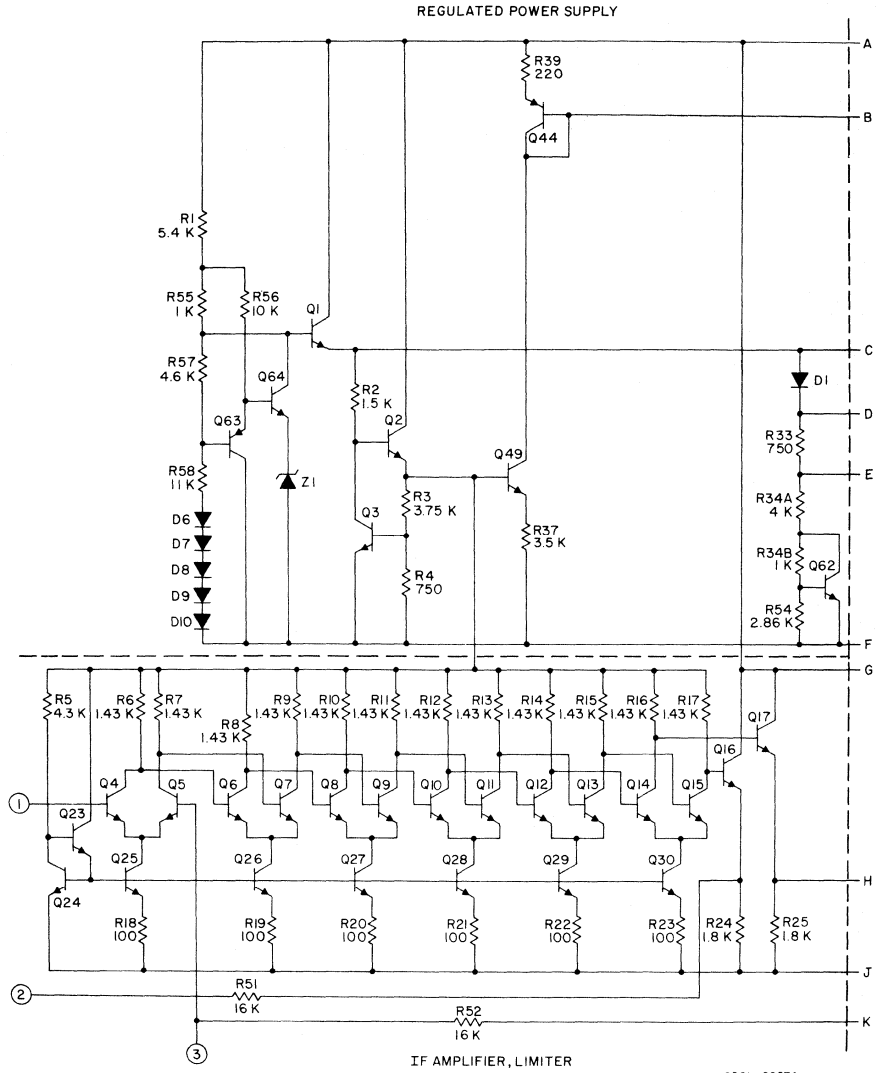 REGULATED POWER SUPPLY
A
R39
220
B
Q44
R1
5.4 K
R55
1 K
R56
10 K
Q1
C
R57
4.6 K
Q64
R2
1.5 K
D1
Q63
Q2
D
Q49
R33
750
R58
11 K
Z1
E
R3
3.75 K
R34A
4 K
D6
Q3
D7
R37
3.5 K
D8
R34B
1 K
Q62
R4
750
D9
R54
2.86 K
D10
F
G
R5
4.3 K
R6
1.43 K
R7
1.43 K
R8
1.43 K
R9
1.43 K
R10
1.43 K
R11
1.43 K
R12
1.43 K
R13
1.43 K
R14
1.43 K
R15
1.43 K
R16
1.43 K
R17
1.43 K
Q17
Q16
Q4
Q5
Q6
Q7
Q8
Q9
Q10
Q11
Q12
Q13
Q14
Q15
1
Q23
Q25
Q26
Q27
Q28
Q29
Q30
H
Q24
R18
100
R19
100
R20
100
R21
100
R22
100
R23
100
R24
1.8 K
R25
1.8 K
J
R51
16 K
2
R52
16 K
K
3
IF AMPLIFIER, LIMITER